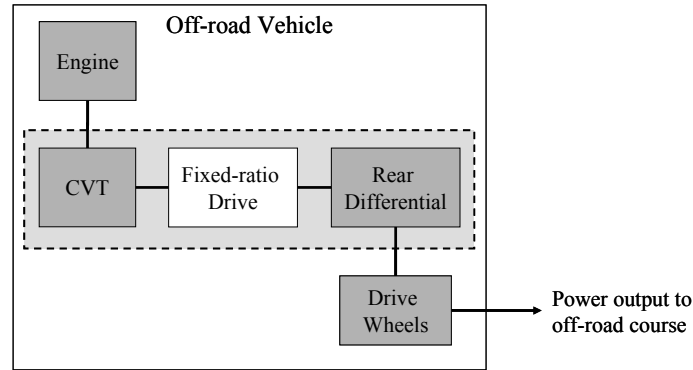 Off-road Vehicle
Engine
CVT
Fixed-ratio
Drive
Rear
Differential
Drive
Wheels
Power output to
off-road course